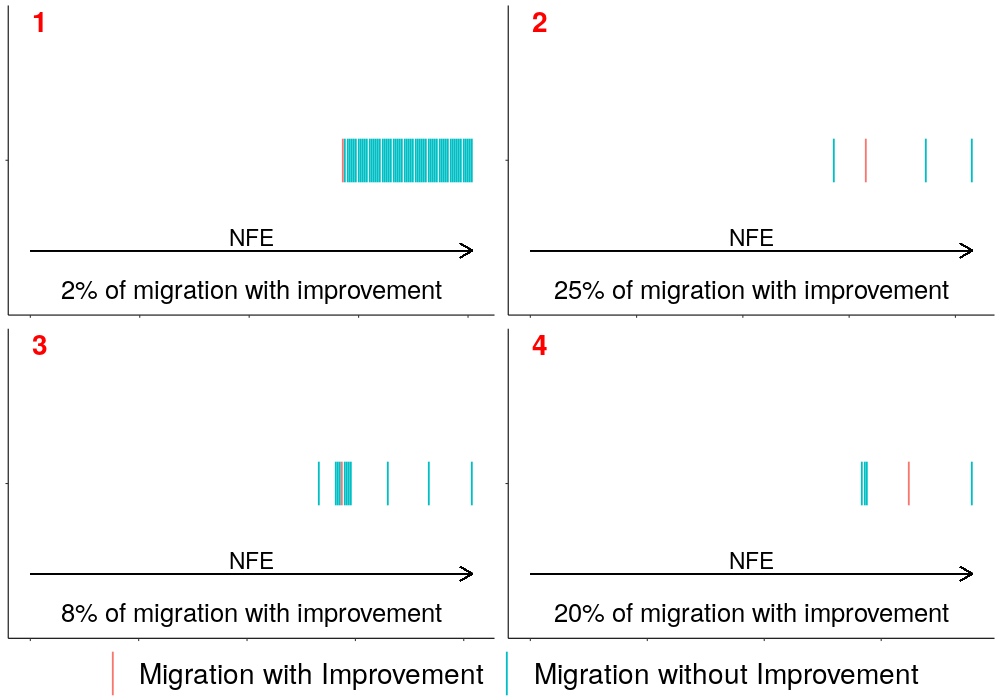 1
NFE
2% of migration with improvement
2
NFE
25% of migration with improvement
3
NFE
8% of migration with improvement
4
NFE
20% of migration with improvement
Migration with Improvement
Migration without Improvement